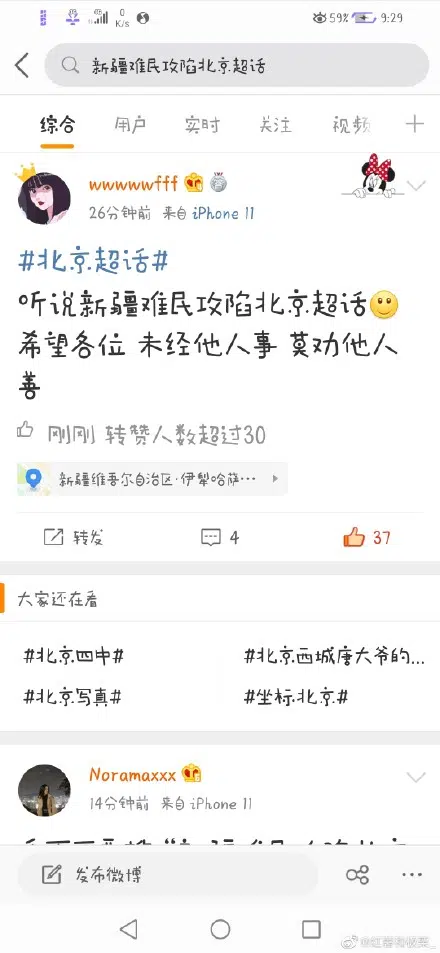 0
K/s
59%
9:29
新疆难民攻陷北京超话
综合 用户 实时 关注 视频
wwwwwfff
26分钟前 来自 iPhone 11
#北京超话#
听说新疆难民攻陷北京超话
希望各位 未经他人事 莫劝他人
善
刚刚 转赞人数超过30
新疆维吾尔自治区·伊犁哈萨...
转发 4 37
大家还在看
#北京四中# #北京西城唐大爷的...
#北京写真# #坐标北京#
Noramaxxx
14分钟前 来自 iPhone 11
发布微博